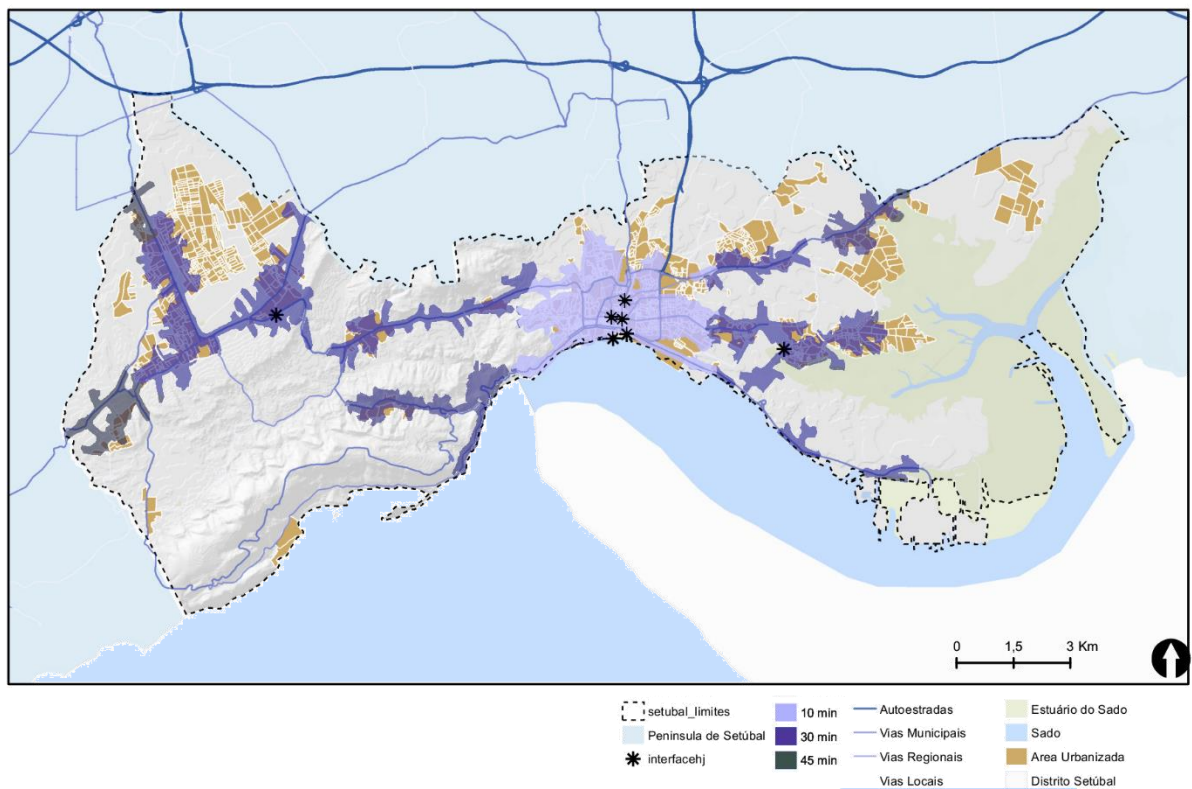 0 1,5 3 Km
setubal_limites
Peninsula de Setúbal
interfacehj
10 min
30 min
45 min
Autoestradas
Vias Municipais
Vias Regionais
Vias Locais
Estuário do Sado
Sado
Area Urbanizada
Distrito Setúbal